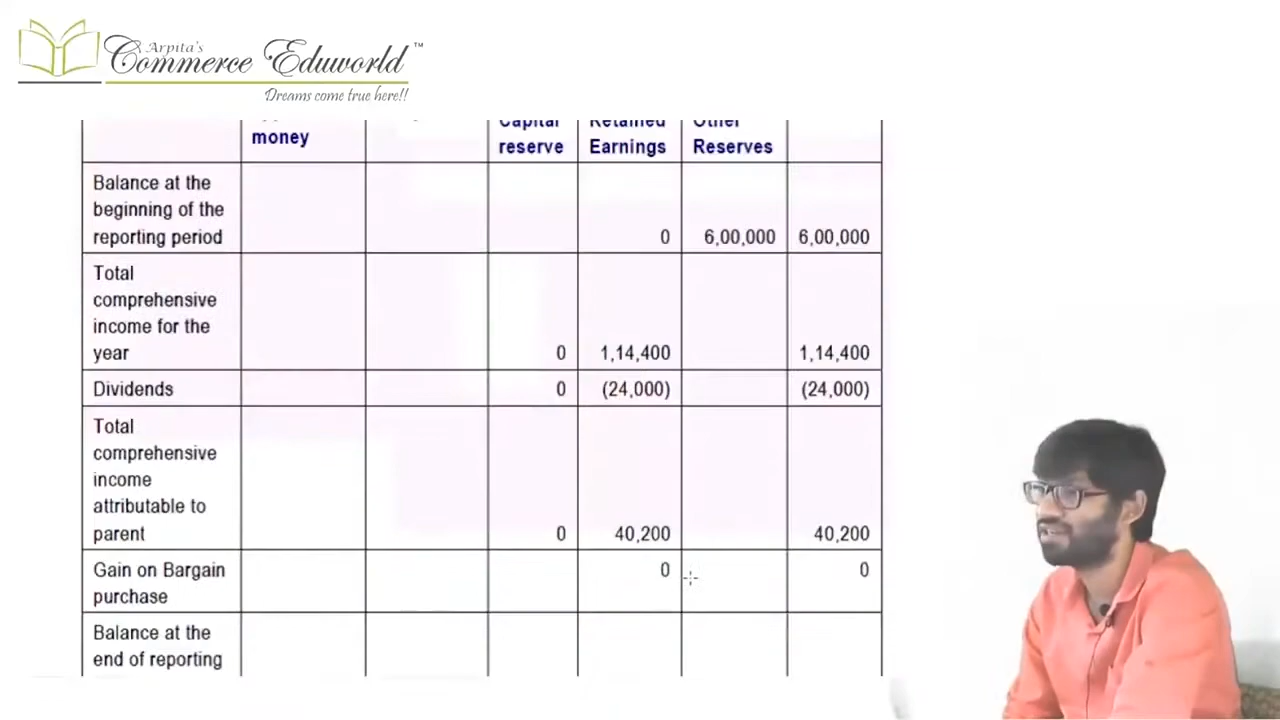 Arpita's
Commerce Eduworld™
Dreams come true here!!
money
Capital
reserve
Retained
Earnings
Other
Reserves
Balance at the
beginning of the
reporting period
0
6,00,000
6,00,000
Total
comprehensive
income for the
year
0
1,14,400
1,14,400
Dividends
0
(24,000)
(24,000)
Total
comprehensive
income
attributable to
parent
0
40,200
40,200
Gain on Bargain
purchase
0
0
Balance at the
end of reporting